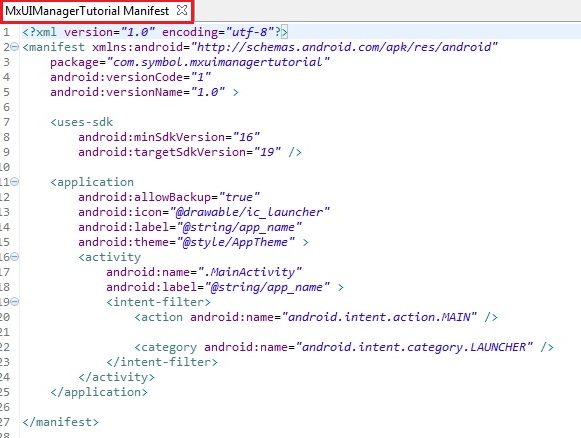 MxUIManagerTutorial Manifest
1 <?xml version="1.0" encoding="utf-8"?>
2 <manifest xmlns:android="http://schemas.android.com/apk/res/android"
3     package="com.symbol.mxuimanagertutorial"
4     android:versionCode="1"
5     android:versionName="1.0" >
6
7     <uses-sdk
8         android:minSdkVersion="16"
9         android:targetSdkVersion="19" />
10
11     <application
12         android:allowBackup="true"
13         android:icon="@drawable/ic_launcher"
14         android:label="@string/app_name"
15         android:theme="@style/AppTheme" >
16         <activity
17             android:name=".MainActivity"
18             android:label="@string/app_name" >
19             <intent-filter>
20                 <action android:name="android.intent.action.MAIN" />
21
22                 <category android:name="android.intent.category.LAUNCHER" />
23             </intent-filter>
24         </activity>
25     </application>
26
27 </manifest>
28